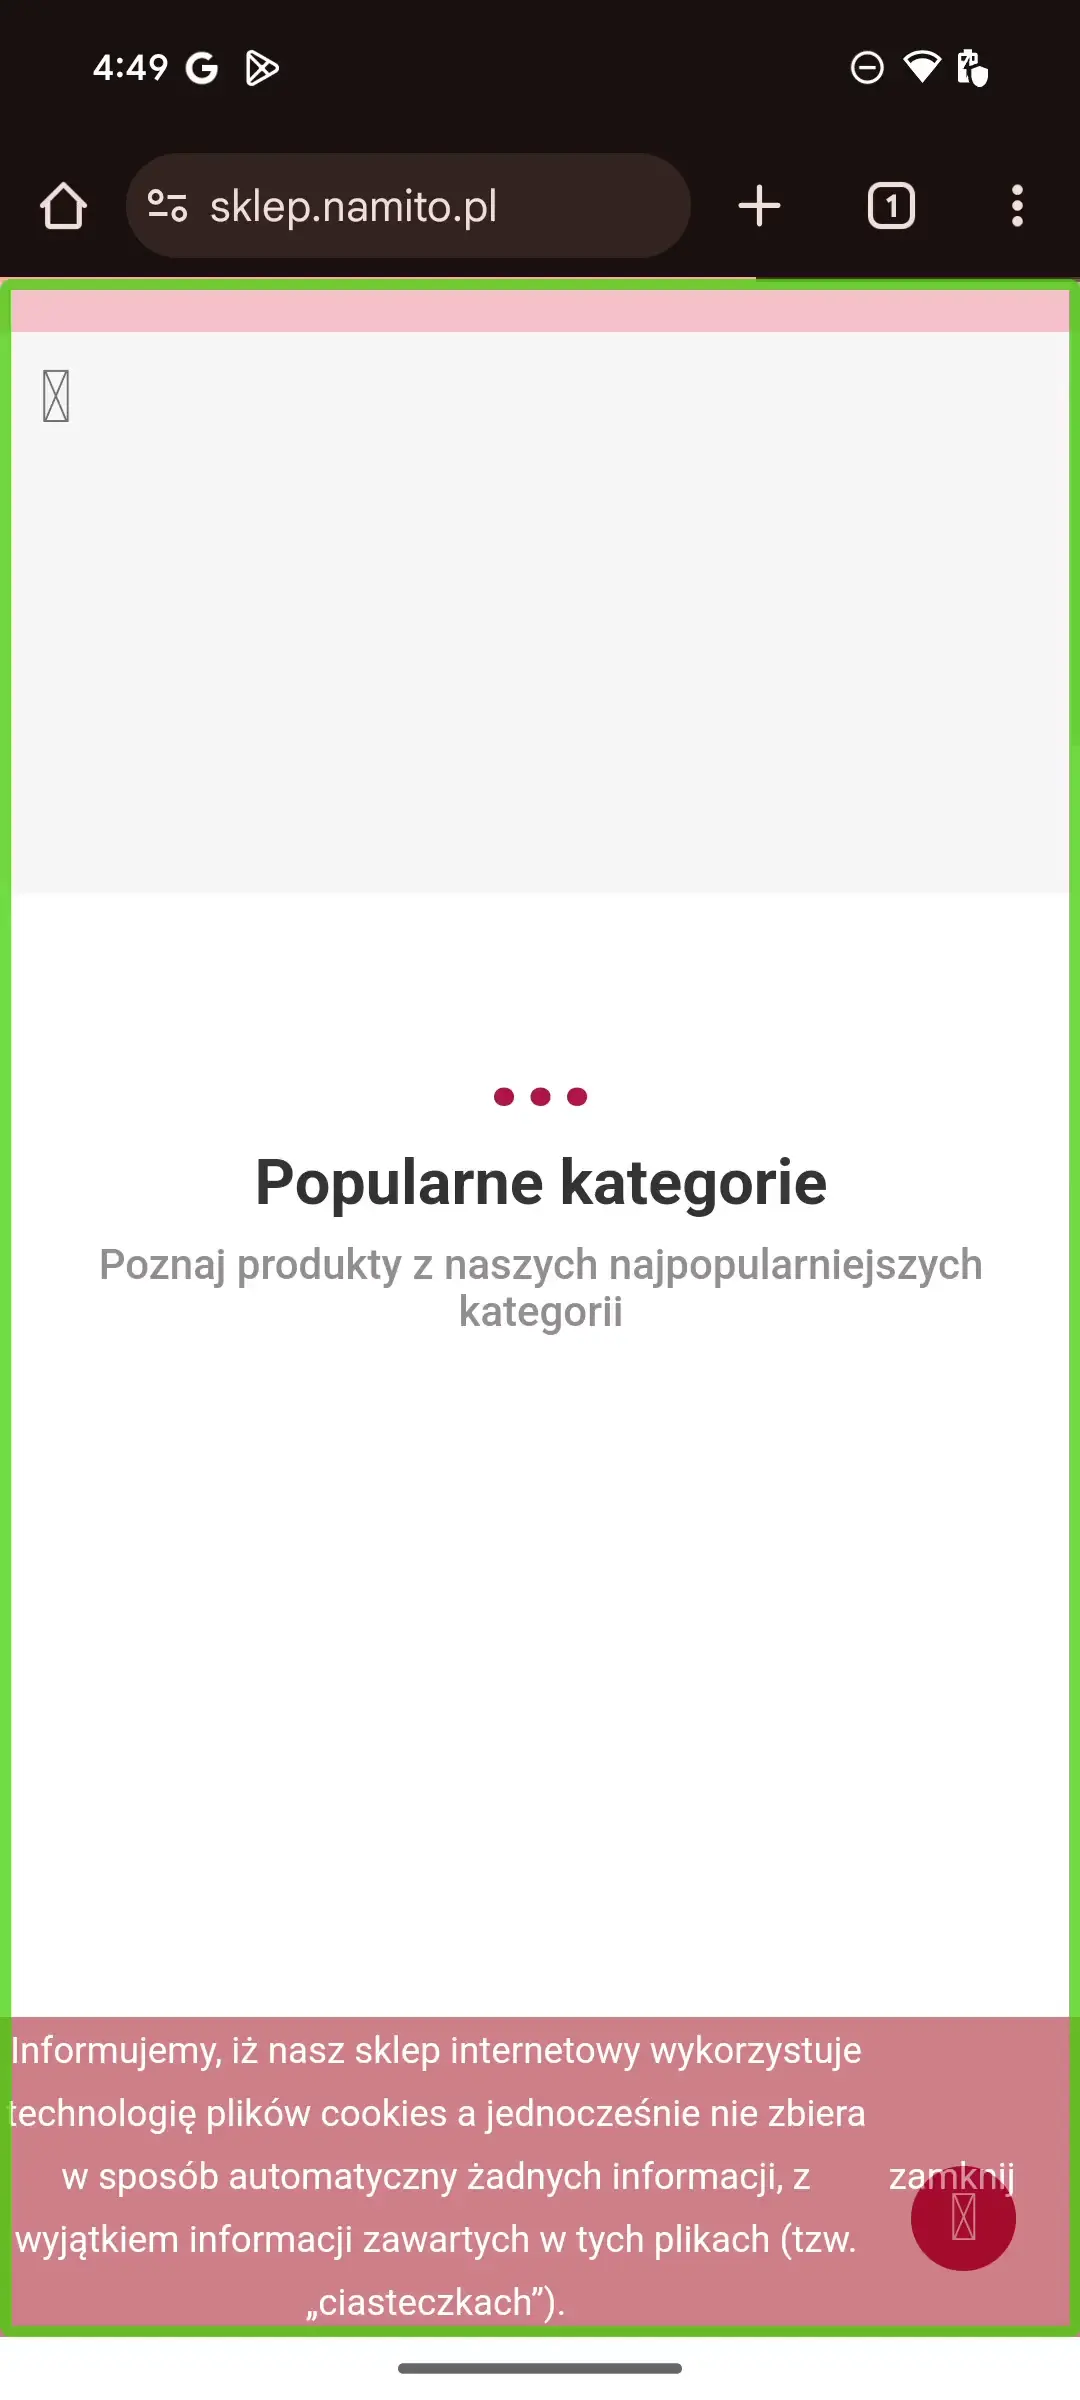 4:49
sklep.namito.pl
1
Popularne kategorie
Poznaj produkty z naszych najpopularniejszych
kategorii
Informujemy, iż nasz sklep internetowy wykorzystuje
technologię plików cookies a jednocześnie nie zbiera
w sposób automatyczny żadnych informacji, z
wyjątkiem informacji zawartych w tych plikach (tzw.
„ciasteczkach”).
zamknij